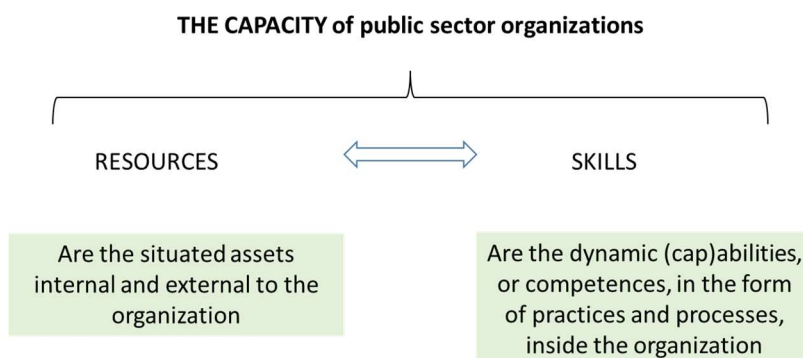 THE CAPACITY of public sector organizations
RESOURCES
SKILLS
Are the situated assets
internal and external to the
organization
Are the dynamic (cap)abilities,
or competences, in the form
of practices and processes,
inside the organization